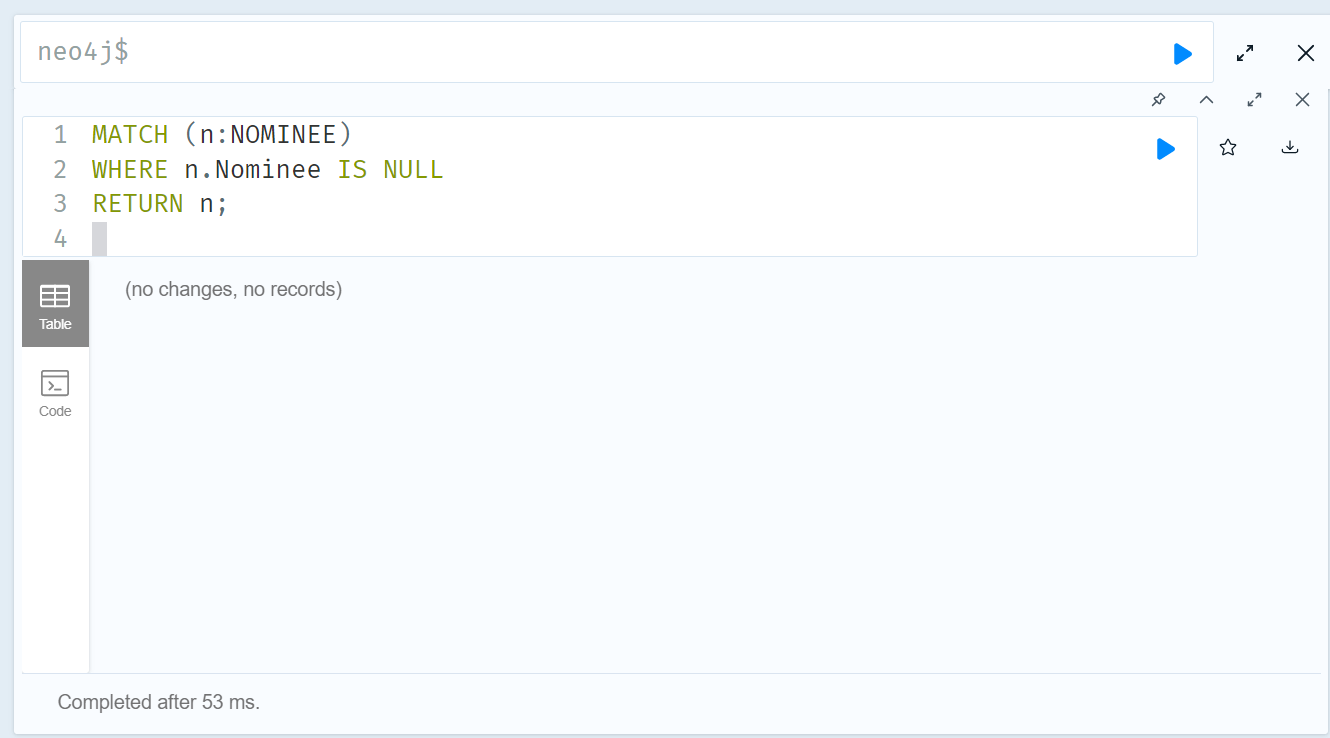 neo4j$
1 MATCH (n:NOMINEE)
2 WHERE n.Nominee IS NULL
3 RETURN n;
4
(no changes, no records)
Table
Code
Completed after 53 ms.